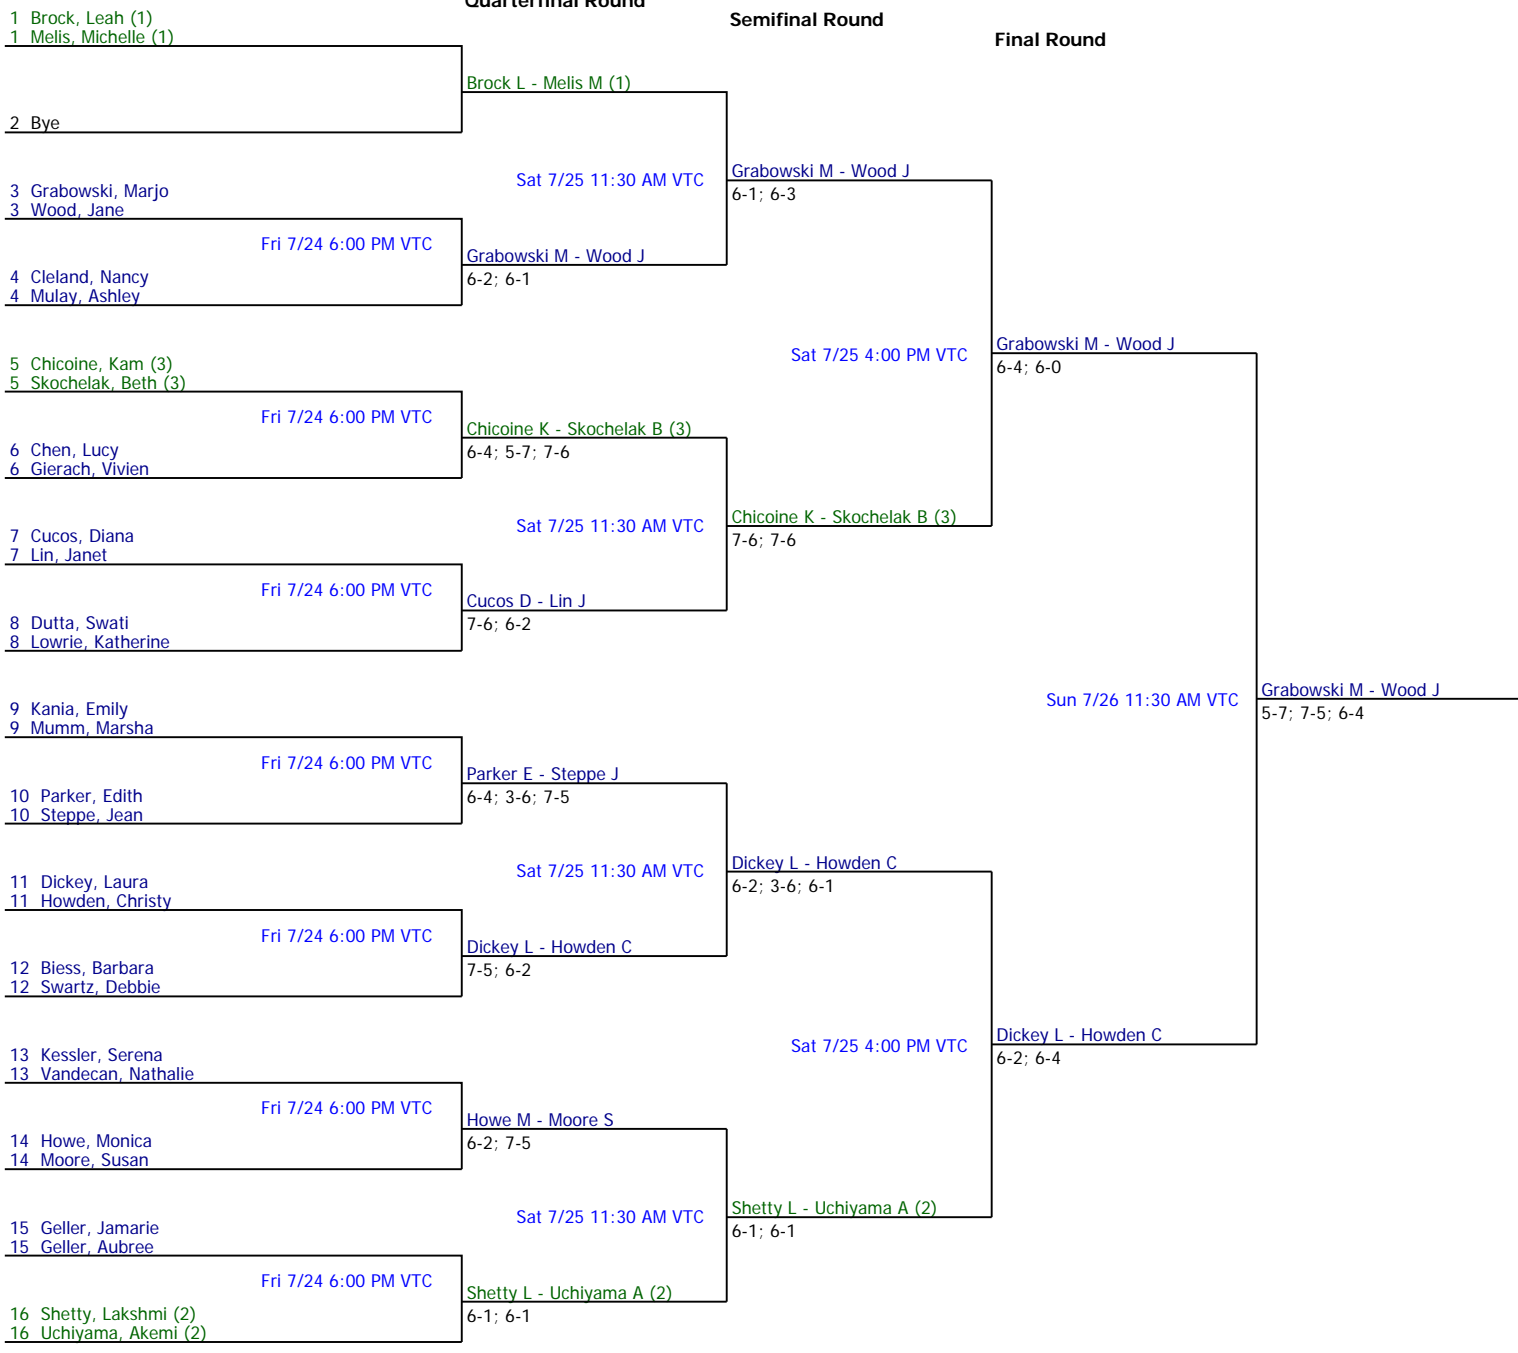 Quarterfinal Round
Semifinal Round
Final Round
1 Brock, Leah (1)
1 Melis, Michelle (1)
Brock L - Melis M (1)
2 Bye
Sat 7/25 11:30 AM VTC
Grabowski M - Wood J
6-1; 6-3
3 Grabowski, Marjo
3 Wood, Jane
Fri 7/24 6:00 PM VTC
Grabowski M - Wood J
6-2; 6-1
4 Cleland, Nancy
4 Mulay, Ashley
Sat 7/25 4:00 PM VTC
Grabowski M - Wood J
6-4; 6-0
5 Chicoine, Kam (3)
5 Skochelak, Beth (3)
Fri 7/24 6:00 PM VTC
Chicoine K - Skochelak B (3)
6-4; 5-7; 7-6
6 Chen, Lucy
6 Gierach, Vivien
Sat 7/25 11:30 AM VTC
Chicoine K - Skochelak B (3)
7-6; 7-6
7 Cucos, Diana
7 Lin, Janet
Fri 7/24 6:00 PM VTC
Cucos D - Lin J
7-6; 6-2
8 Dutta, Swati
8 Lowrie, Katherine
Sun 7/26 11:30 AM VTC
Grabowski M - Wood J
5-7; 7-5; 6-4
9 Kania, Emily
9 Mumm, Marsha
Fri 7/24 6:00 PM VTC
Parker E - Steppe J
6-4; 3-6; 7-5
10 Parker, Edith
10 Steppe, Jean
Sat 7/25 11:30 AM VTC
Dickey L - Howden C
6-2; 3-6; 6-1
11 Dickey, Laura
11 Howden, Christy
Fri 7/24 6:00 PM VTC
Dickey L - Howden C
7-5; 6-2
12 Biess, Barbara
12 Swartz, Debbie
Sat 7/25 4:00 PM VTC
Dickey L - Howden C
6-2; 6-4
13 Kessler, Serena
13 Vandecan, Nathalie
Fri 7/24 6:00 PM VTC
Howe M - Moore S
6-2; 7-5
14 Howe, Monica
14 Moore, Susan
Sat 7/25 11:30 AM VTC
Shetty L - Uchiyama A (2)
6-1; 6-1
15 Geller, Jamarie
15 Geller, Aubree
Fri 7/24 6:00 PM VTC
Shetty L - Uchiyama A (2)
6-1; 6-1
16 Shetty, Lakshmi (2)
16 Uchiyama, Akemi (2)